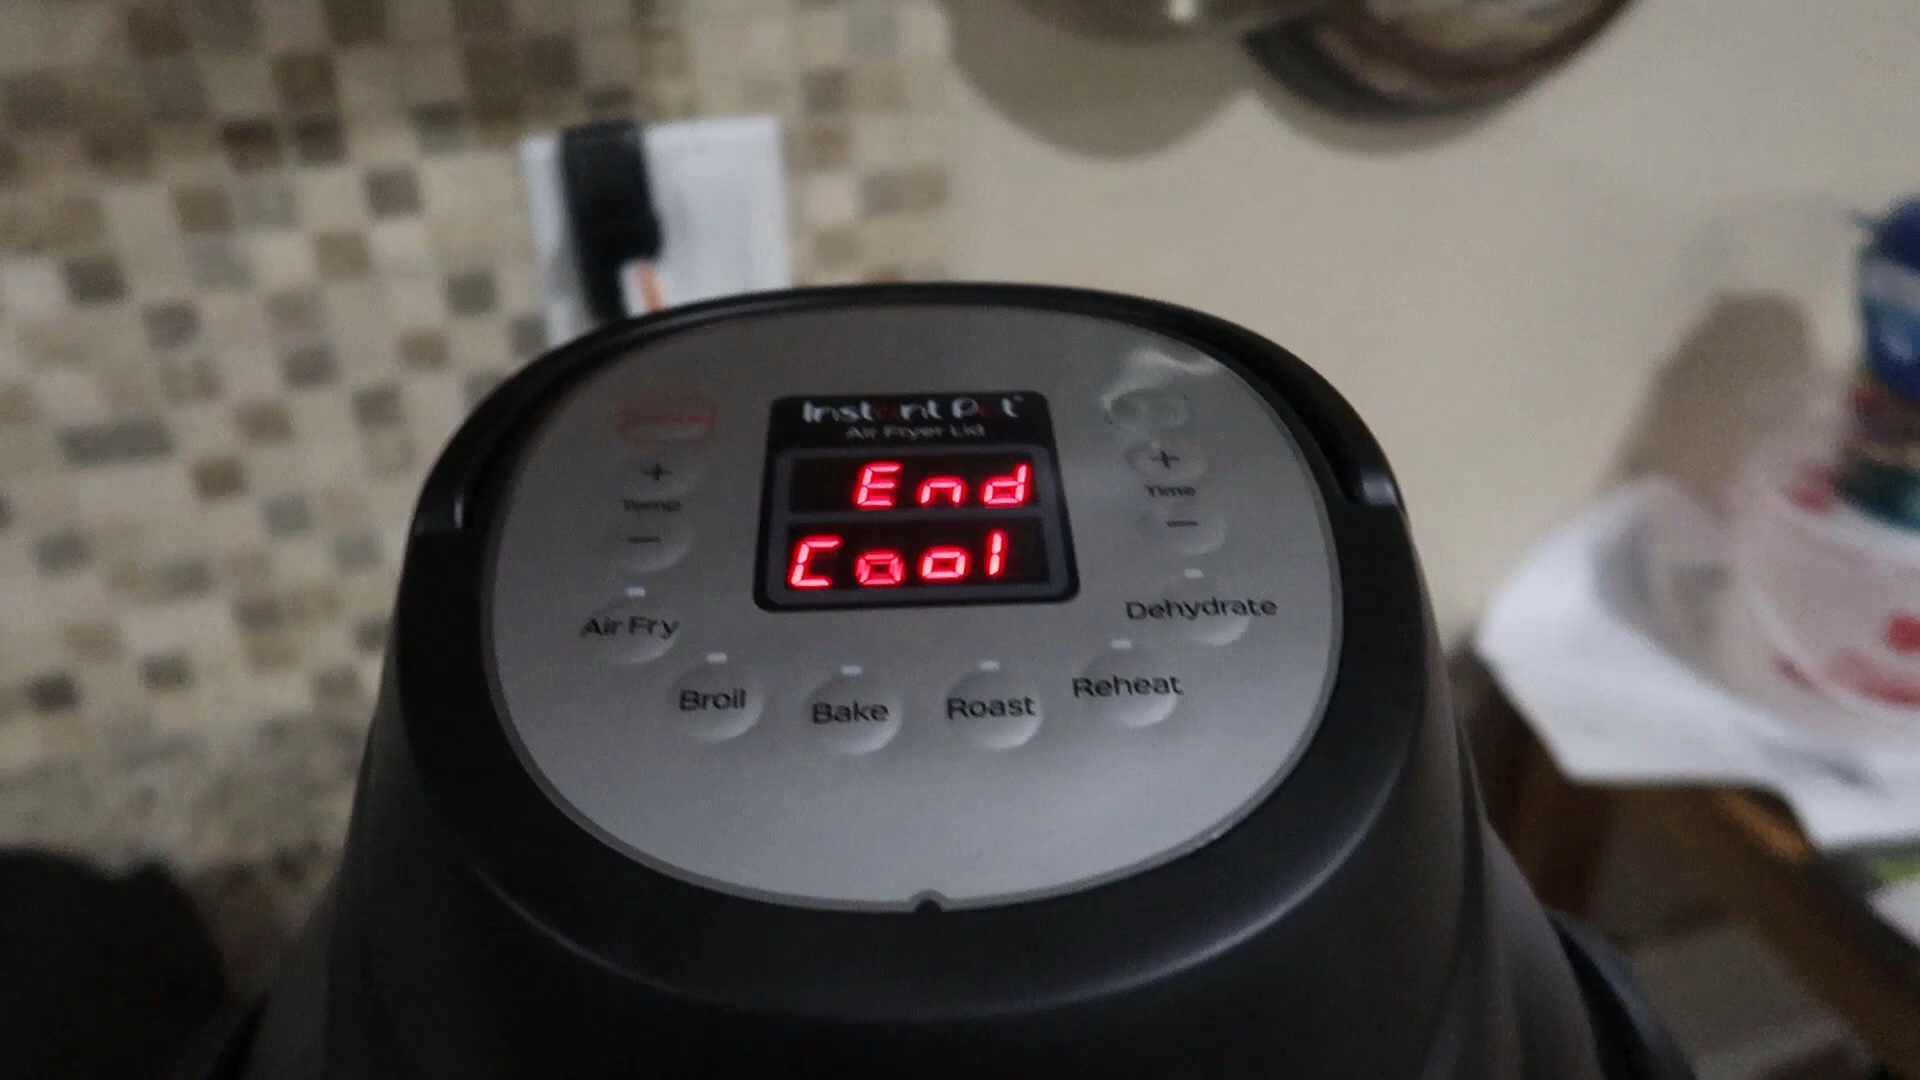 Instant Pot
Air Fryer Lid
End
Cool
+
Temp
−
+
Time
−
Air Fry
Broil
Bake
Roast
Reheat
Dehydrate